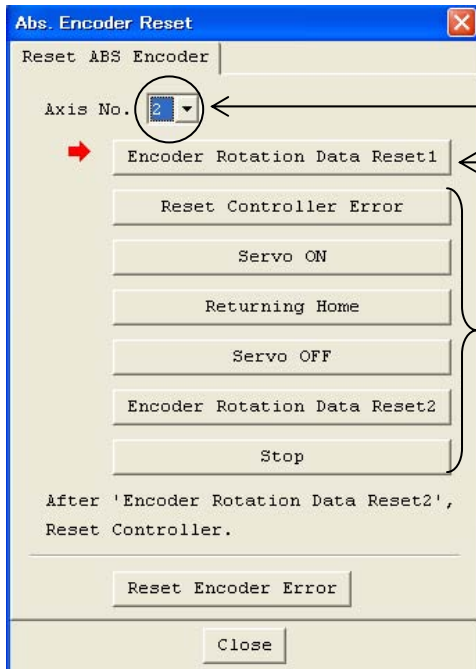 Abs. Encoder Reset
Reset ABS Encoder
Axis No. 2
Encoder Rotation Data Reset1
Reset Controller Error
Servo ON
Returning Home
Servo OFF
Encoder Rotation Data Reset2
Stop
After 'Encoder Rotation Data Reset2',
Reset Controller.
Reset Encoder Error
Close